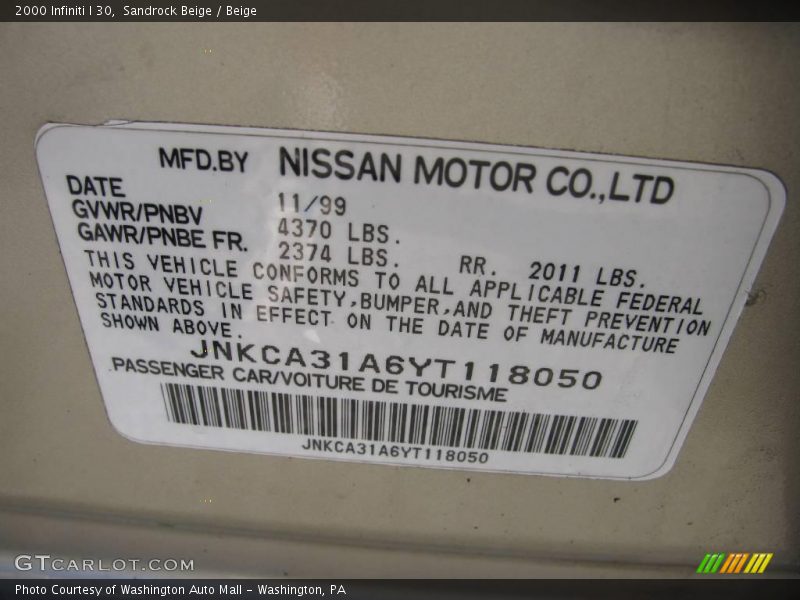 2000 Infiniti I 30, Sandrock Beige / Beige
MFD.BY NISSAN MOTOR CO.,LTD
DATE 11/99
GVWR/PNBV 4370 LBS.
GAWR/PNBE FR. 2374 LBS. RR. 2011 LBS.
THIS VEHICLE CONFORMS TO ALL APPLICABLE FEDERAL
MOTOR VEHICLE SAFETY,BUMPER,AND THEFT PREVENTION
STANDARDS IN EFFECT ON THE DATE OF MANUFACTURE
SHOWN ABOVE.
JNKCA31A6YT118050
PASSENGER CAR/VOITURE DE TOURISME
JNKCA31A6YT118050
GTCARLOT.COM
Photo Courtesy of Washington Auto Mall - Washington, PA